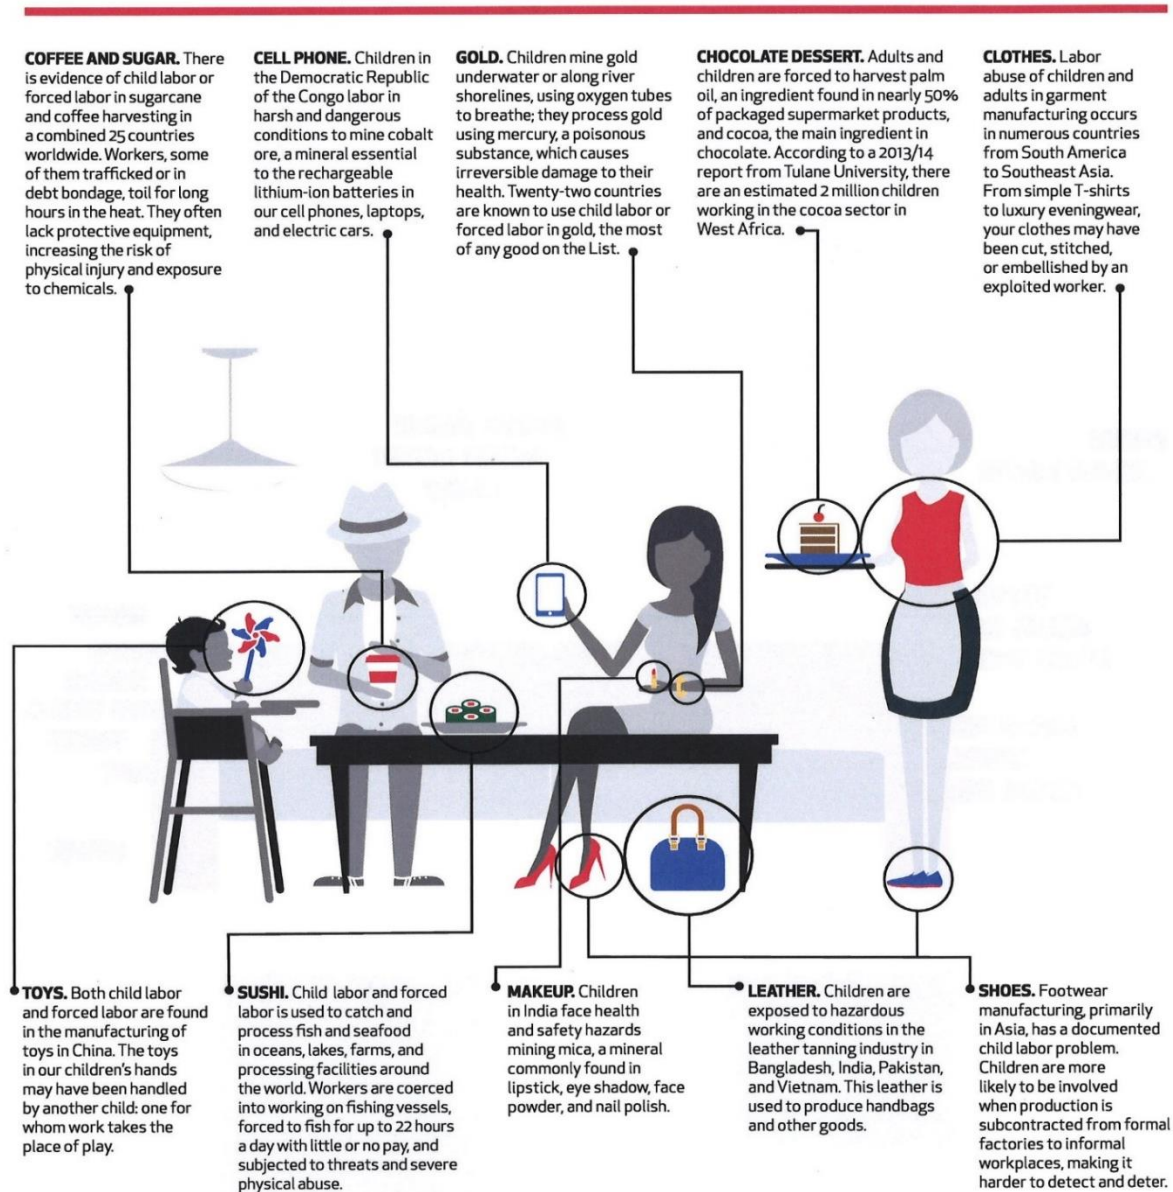 COFFEE AND SUGAR. There
is evidence of child labor or
forced labor in sugarcane
and coffee harvesting in
a combined 25 countries
worldwide. Workers, some
of them trafficked or in
debt bondage, toil for long
hours in the heat. They often
lack protective equipment,
increasing the risk of
physical injury and exposure
to chemicals.
CELL PHONE. Children in
the Democratic Republic
of the Congo labor in
harsh and dangerous
conditions to mine cobalt
ore, a mineral essential
to the rechargeable
lithium-ion batteries in
our cell phones, laptops,
and electric cars.
GOLD. Children mine gold
underwater or along river
shorelines, using oxygen tubes
to breathe; they process gold
using mercury, a poisonous
substance, which causes
irreversible damage to their
health. Twenty-two countries
are known to use child labor or
forced labor in gold, the most
of any good on the List.
CHOCOLATE DESSERT. Adults and
children are forced to harvest palm
oil, an ingredient found in nearly 50%
of packaged supermarket products,
and cocoa, the main ingredient in
chocolate. According to a 2013/14
report from Tulane University, there
are an estimated 2 million children
working in the cocoa sector in
West Africa.
CLOTHES. Labor
abuse of children and
adults in garment
manufacturing occurs
in numerous countries
from South America
to Southeast Asia.
From simple T-shirts
to luxury eveningwear,
your clothes may have
been cut, stitched,
or embellished by an
exploited worker.
TOYS. Both child labor
and forced labor are found
in the manufacturing of
toys in China. The toys
in our children's hands
may have been handled
by another child: one for
whom work takes the
place of play.
SUSHI. Child labor and forced
labor is used to catch and
process fish and seafood
in oceans, lakes, farms, and
processing facilities around
the world. Workers are coerced
into working on fishing vessels,
forced to fish for up to 22 hours
a day with little or no pay, and
subjected to threats and severe
physical abuse.
MAKEUP. Children
in India face health
and safety hazards
mining mica, a mineral
commonly found in
lipstick, eye shadow, face
powder, and nail polish.
LEATHER. Children are
exposed to hazardous
working conditions in the
leather tanning industry in
Bangladesh, India, Pakistan,
and Vietnam. This leather is
used to produce handbags
and other goods.
SHOES. Footwear
manufacturing, primarily
in Asia, has a documented
child labor problem.
Children are more
likely to be involved
when production is
subcontracted from formal
factories to informal
workplaces, making it
harder to detect and deter.